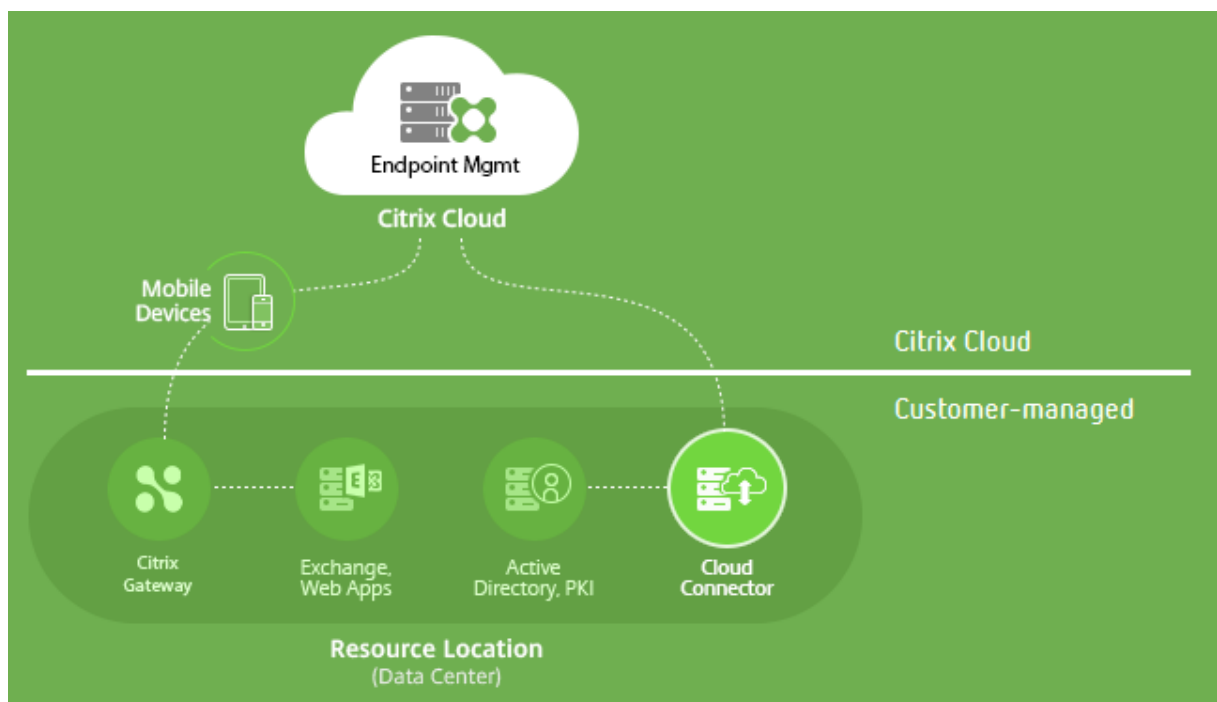 Endpoint Mgmt
Citrix Cloud
Mobile
Devices
Citrix Cloud
Customer-managed
Citrix
Gateway
Exchange,
Web Apps
Active
Directory, PKI
Cloud
Connector
Resource Location
(Data Center)